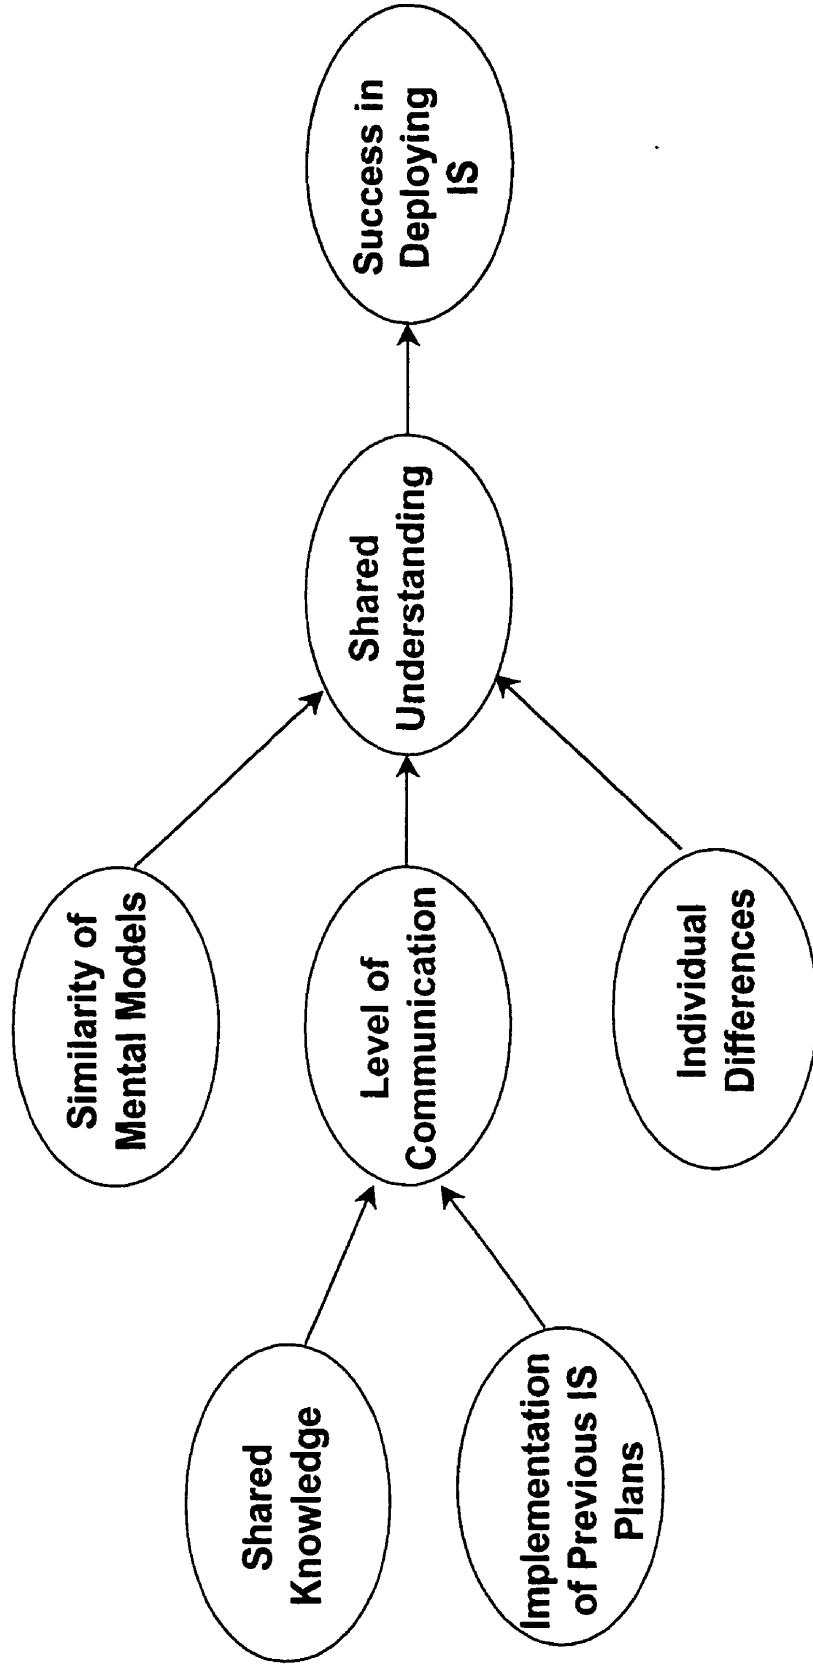 Shared
Knowledge
Implementation
of Previous IS
Plans
Similarity of
Mental Models
Level of
Communication
Individual
Differences
Shared
Understanding
Success in
Deploying
IS